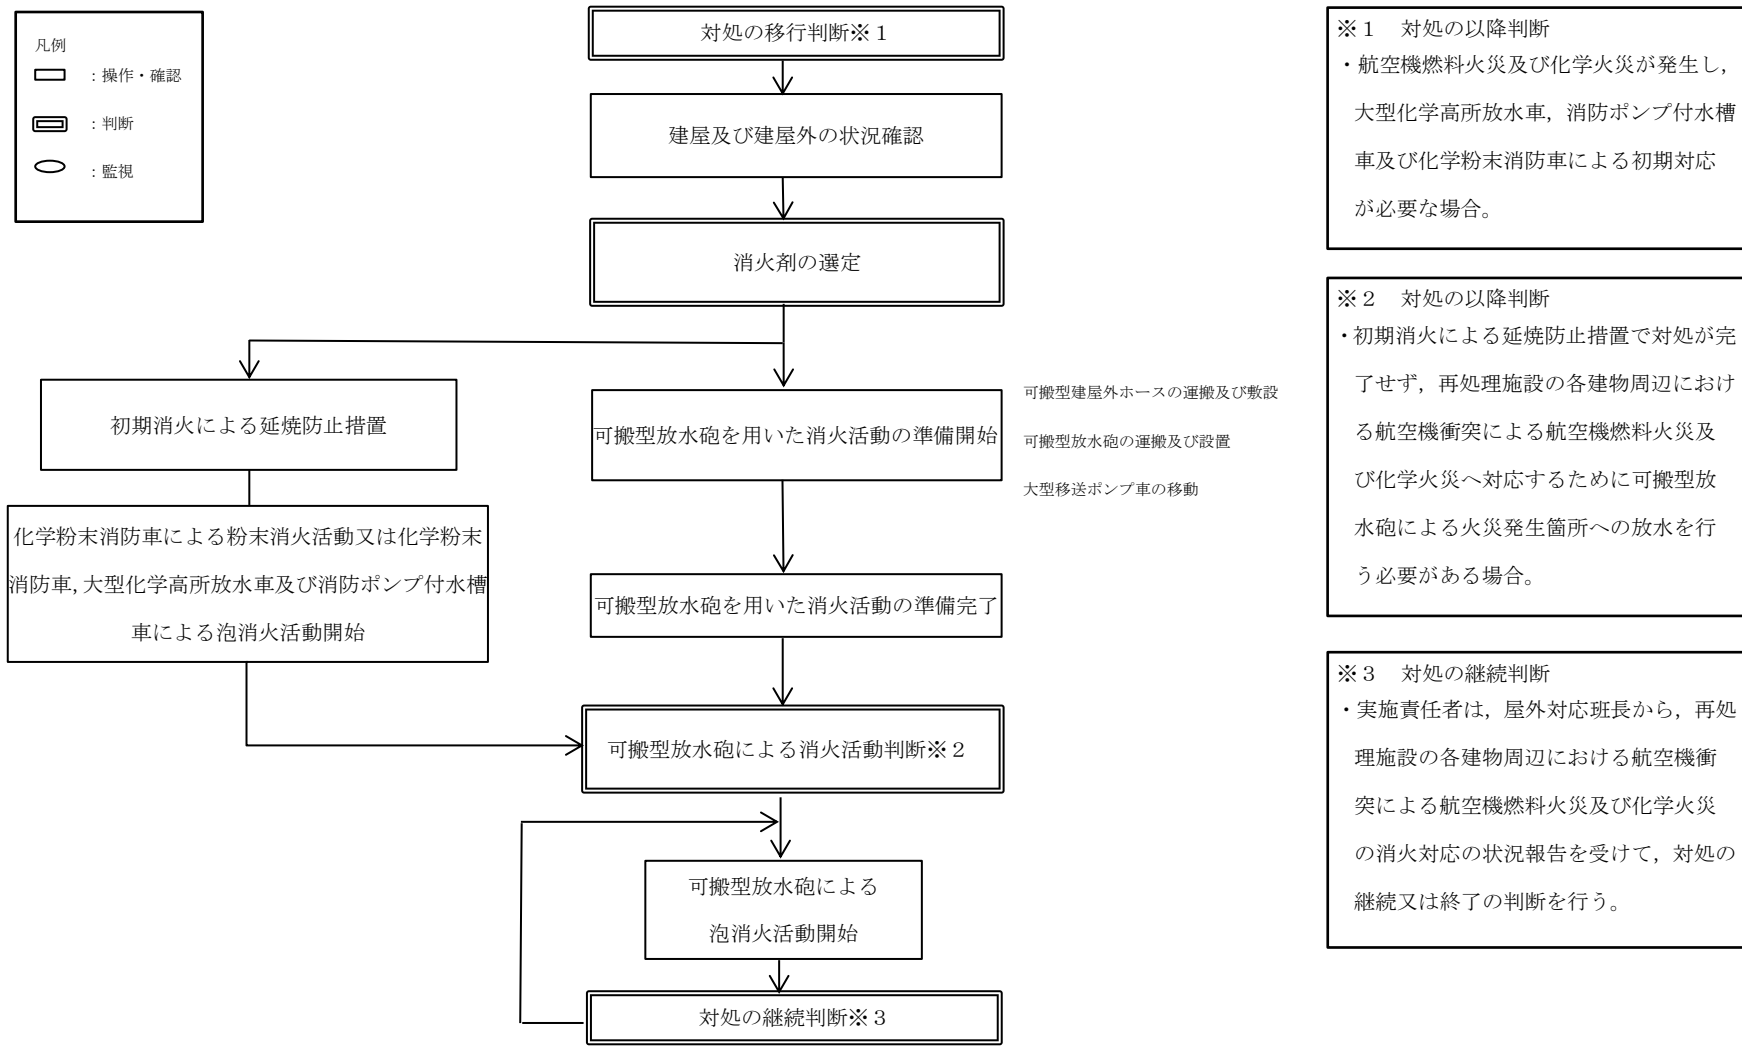 凡例
：操作・確認
：判断
：監視
対処の移行判断※１
建屋及び建屋外の状況確認
消火剤の選定
初期消火による延焼防止措置
化学粉末消防車による粉末消火活動又は化学粉末
消防車,大型化学高所放水車及び消防ポンプ付水槽
車による泡消火活動開始
可搬型放水砲を用いた消火活動の準備開始
可搬型建屋外ホースの運搬及び敷設
可搬型放水砲の運搬及び設置
大型移送ポンプ車の移動
可搬型放水砲を用いた消火活動の準備完了
可搬型放水砲による消火活動判断※２
可搬型放水砲による
泡消火活動開始
対処の継続判断※３
※１　対処の以降判断
・航空機燃料火災及び化学火災が発生し，
大型化学高所放水車，消防ポンプ付水槽
車及び化学粉末消防車による初期対応
が必要な場合。
※２　対処の以降判断
・初期消火による延焼防止措置で対処が完
了せず，再処理施設の各建物周辺におけ
る航空機衝突による航空機燃料火災及
び化学火災へ対応するために可搬型放
水砲による火災発生箇所への放水を行
う必要がある場合。
※３　対処の継続判断
・実施責任者は，屋外対応班長から，再処
理施設の各建物周辺における航空機衝
突による航空機燃料火災及び化学火災
の消火対応の状況報告を受けて，対処の
継続又は終了の判断を行う。